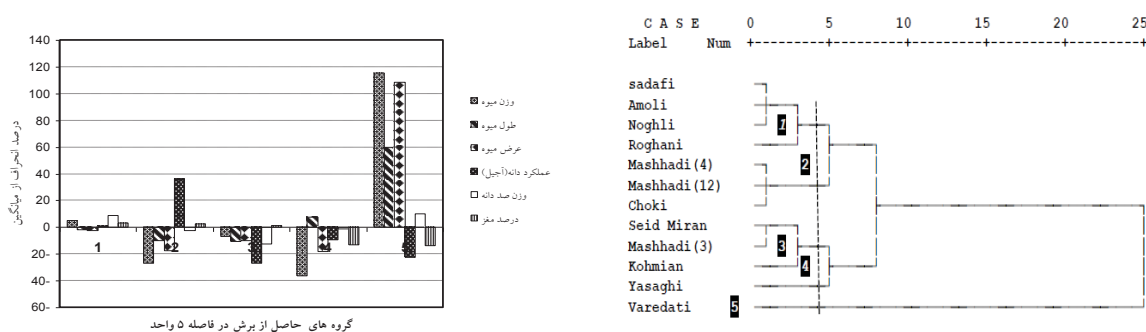 140
120
100
80
60
40
20
0
20-
40-
60-
درصد انحراف از میانگین
1 2 3 4 5
گروه های حاصل از برش در فاصله ۵ واحد
وزن میوه
طول میوه
عرض میوه
عملکرد دانه(آجیل)
وزن صد دانه
درصد مغز
C A S E 0 5 10 15 20 25
Label Num
sadafi
Amoli
Noghli 1
Roghani
Mashhadi(4) 2
Mashhadi(12)
Choki
Seid Miran
Mashhadi(3) 3
Kohmian 4
Yasaghi
Varedati 5